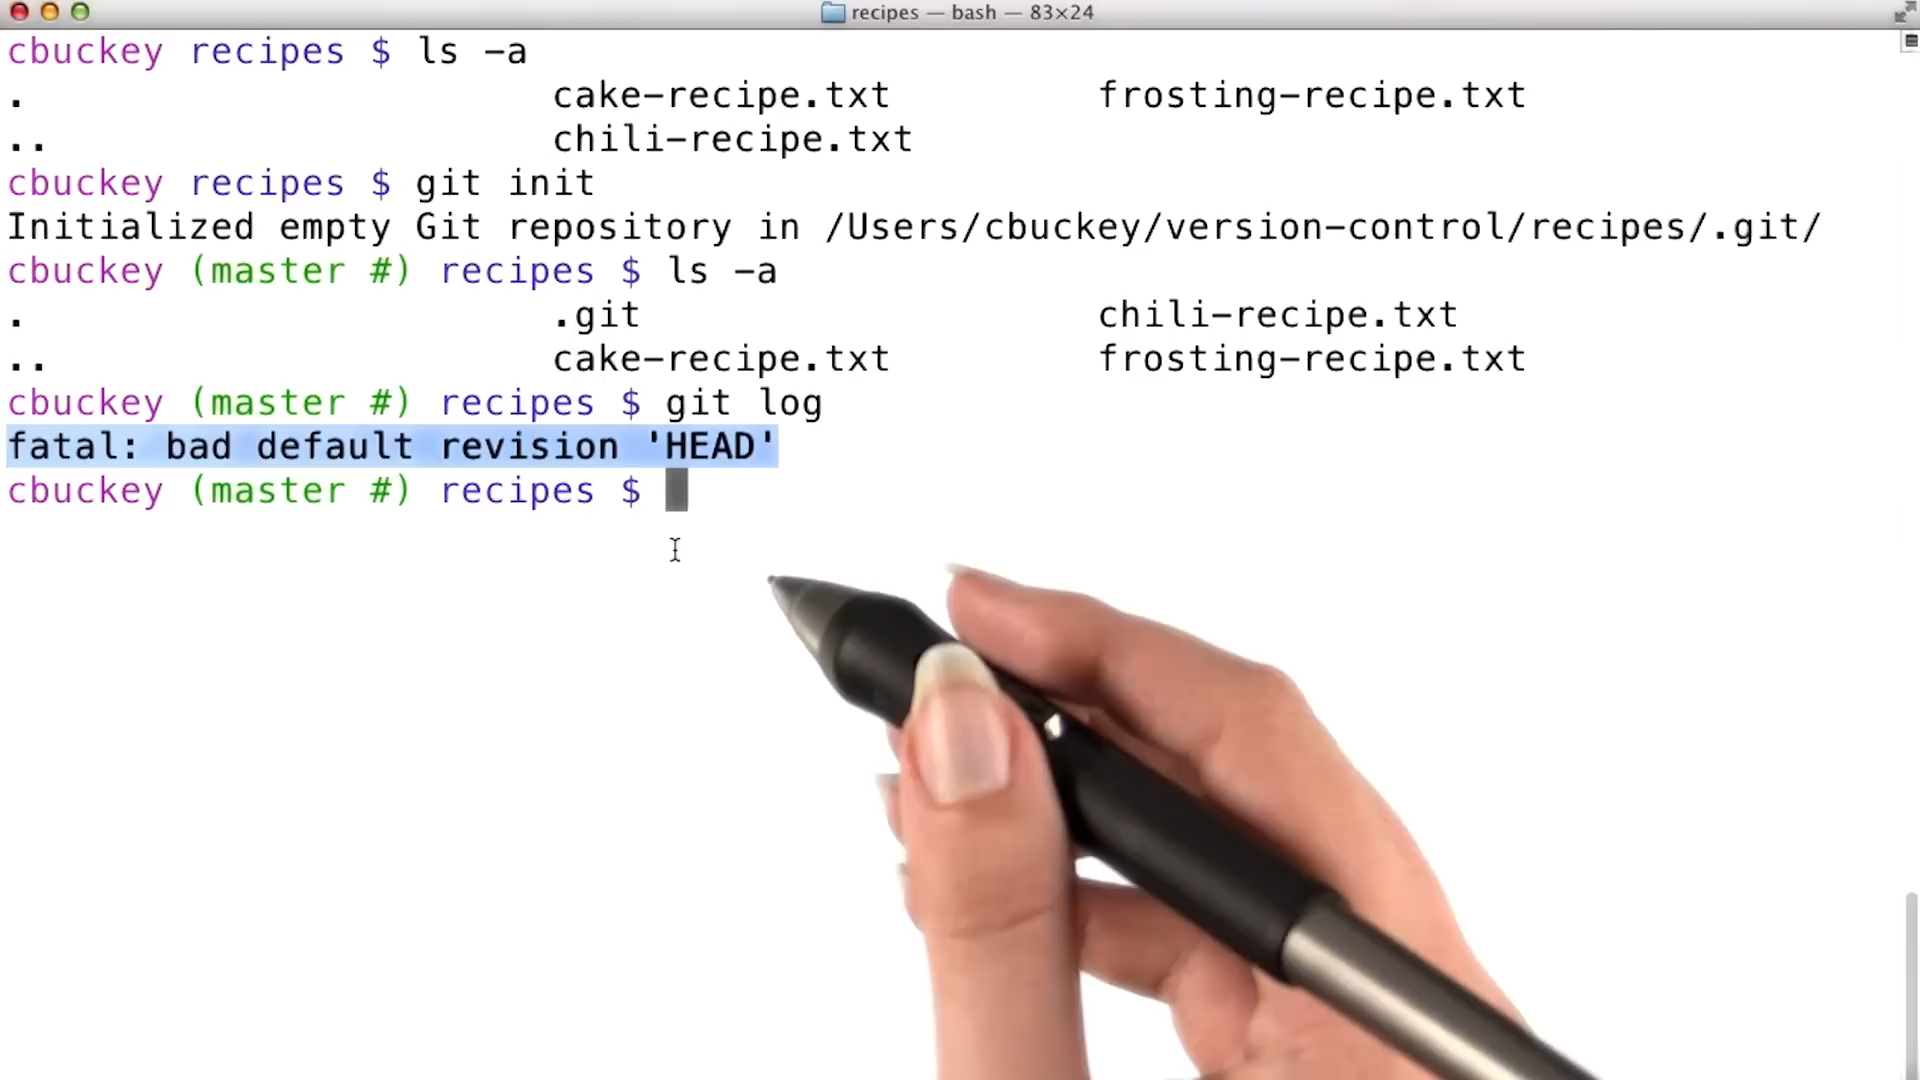 recipes — bash — 83×24
cbuckey recipes $ ls -a
. cake-recipe.txt frosting-recipe.txt
.. chili-recipe.txt
cbuckey recipes $ git init
Initialized empty Git repository in /Users/cbuckey/version-control/recipes/.git/
cbuckey (master #) recipes $ ls -a
. .git chili-recipe.txt
.. cake-recipe.txt frosting-recipe.txt
cbuckey (master #) recipes $ git log
fatal: bad default revision 'HEAD'
cbuckey (master #) recipes $